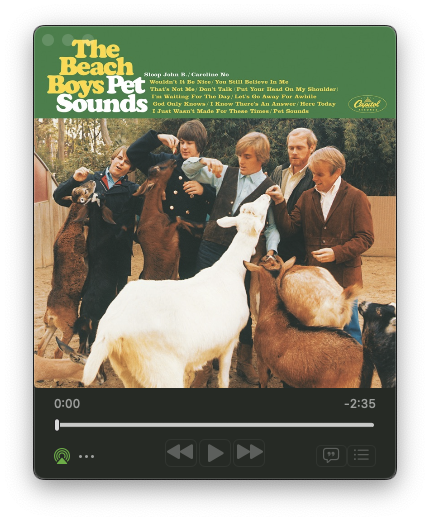 The
Beach
Boys Pet
Sounds
Sloop John B. / Caroline No
Wouldn't It Be Nice / You Still Believe In Me
That's Not Me / Don't Talk (Put Your Head On My Shoulder)
I'm Waiting For The Day / Let's Go Away For Awhile
God Only Knows / I Know There's An Answer / Here Today
I Just Wasn't Made For These Times / Pet Sounds
Capitol
RECORDS
0:00
-2:35